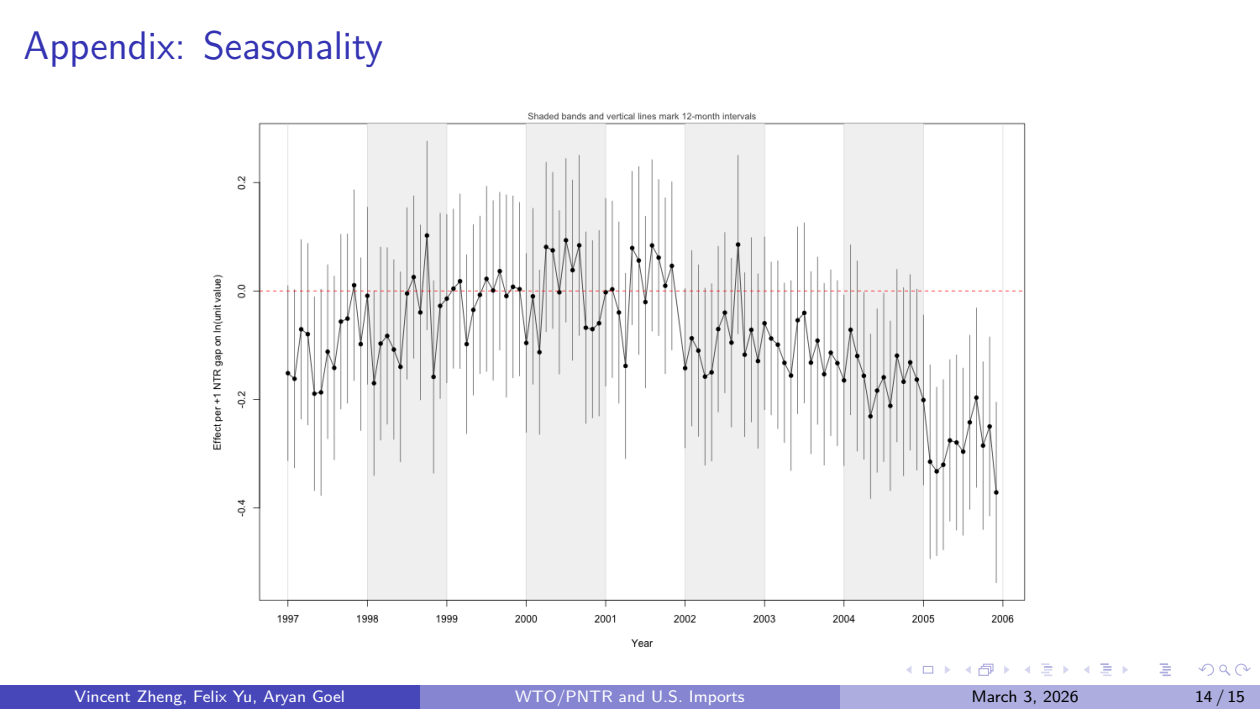 Appendix: Seasonality
Shaded bands and vertical lines mark 12-month intervals
Effect per +1 NTR gap on ln(unit value)
0.2
0.0
-0.2
-0.4
1997 1998 1999 2000 2001 2002 2003 2004 2005 2006
Year
Vincent Zheng, Felix Yu, Aryan Goel WTO/PNTR and U.S. Imports March 3, 2026 14 / 15